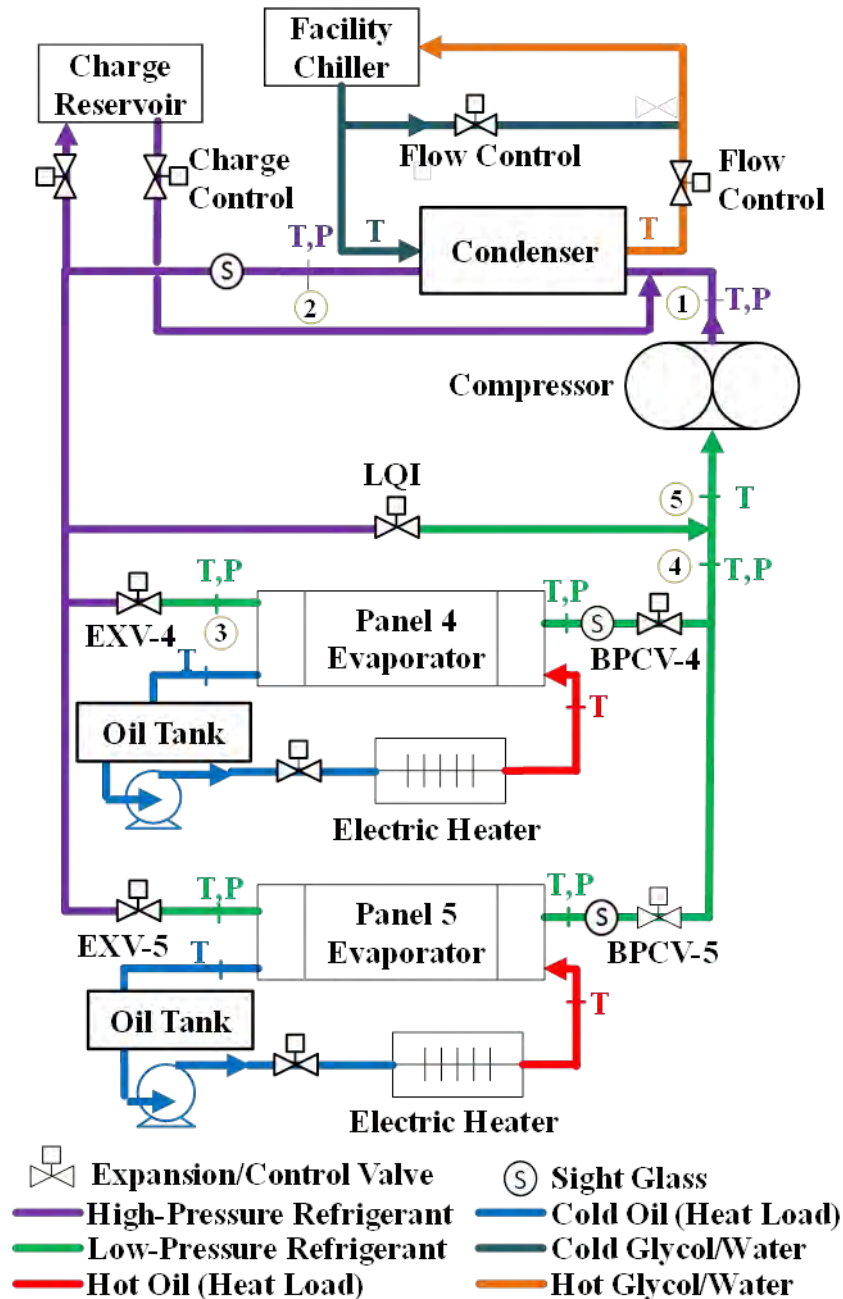 Facility
Chiller
Charge
Reservoir
Charge
Control
Flow Control
Flow
Control
T,P
T
Condenser
T
S
2
1
T,P
Compressor
LQI
5
T
4
T,P
T,P
3
EXV-4
Panel 4
Evaporator
T,P
S
BPCV-4
T
T
Oil Tank
Electric Heater
T,P
EXV-5
Panel 5
Evaporator
T,P
S
BPCV-5
T
T
Oil Tank
Electric Heater
Expansion/Control Valve
S Sight Glass
High-Pressure Refrigerant
Cold Oil (Heat Load)
Low-Pressure Refrigerant
Cold Glycol/Water
Hot Oil (Heat Load)
Hot Glycol/Water